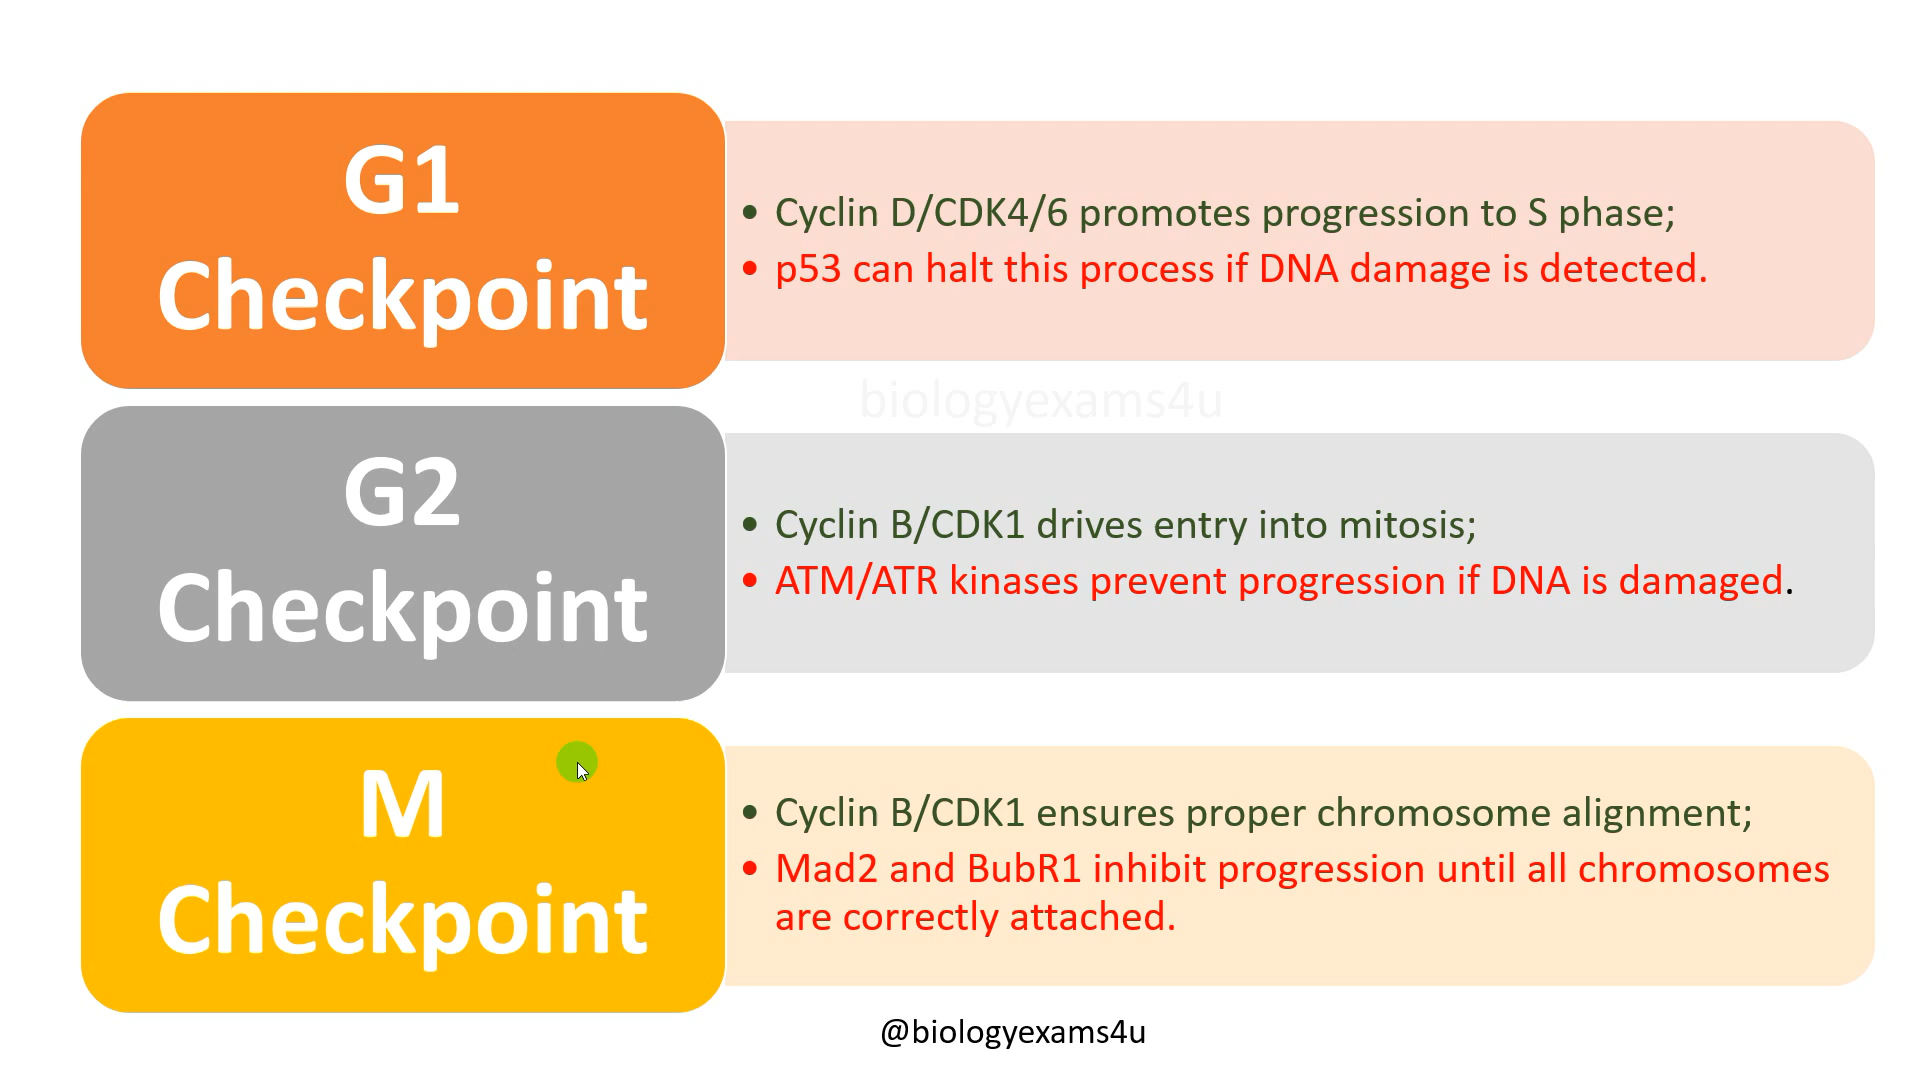 G1
Checkpoint
• Cyclin D/CDK4/6 promotes progression to S phase;
• p53 can halt this process if DNA damage is detected.
biologyexams4u
G2
Checkpoint
• Cyclin B/CDK1 drives entry into mitosis;
• ATM/ATR kinases prevent progression if DNA is damaged.
M
Checkpoint
• Cyclin B/CDK1 ensures proper chromosome alignment;
• Mad2 and BubR1 inhibit progression until all chromosomes
are correctly attached.
@biologyexams4u